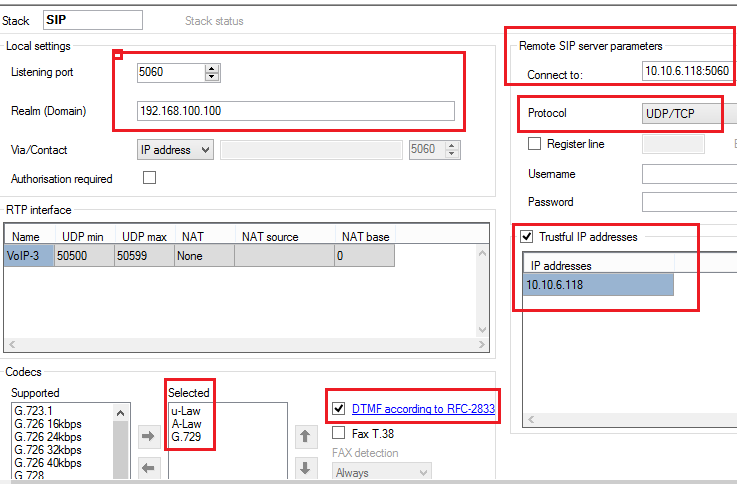 Stack SIP Stack status
Local settings
Listening port 5060
Realm (Domain) 192.168.100.100
Via/Contact IP address 5060
Authorisation required
RTP interface
Name UDP min UDP max NAT NAT source NAT base
VoIP-3 50500 50599 None 0
Codecs
Supported
G.723.1
G.726 16kbps
G.726 24kbps
G.726 32kbps
G.726 40kbps
G.728
Selected
u-Law
A-Law
G.729
DTMF according to RFC-2833
Fax T.38
FAX detection
Always
Remote SIP server parameters
Connect to: 10.10.6.118:5060
Protocol UDP/TCP
Register line
Username
Password
Trustful IP addresses
IP addresses
10.10.6.118